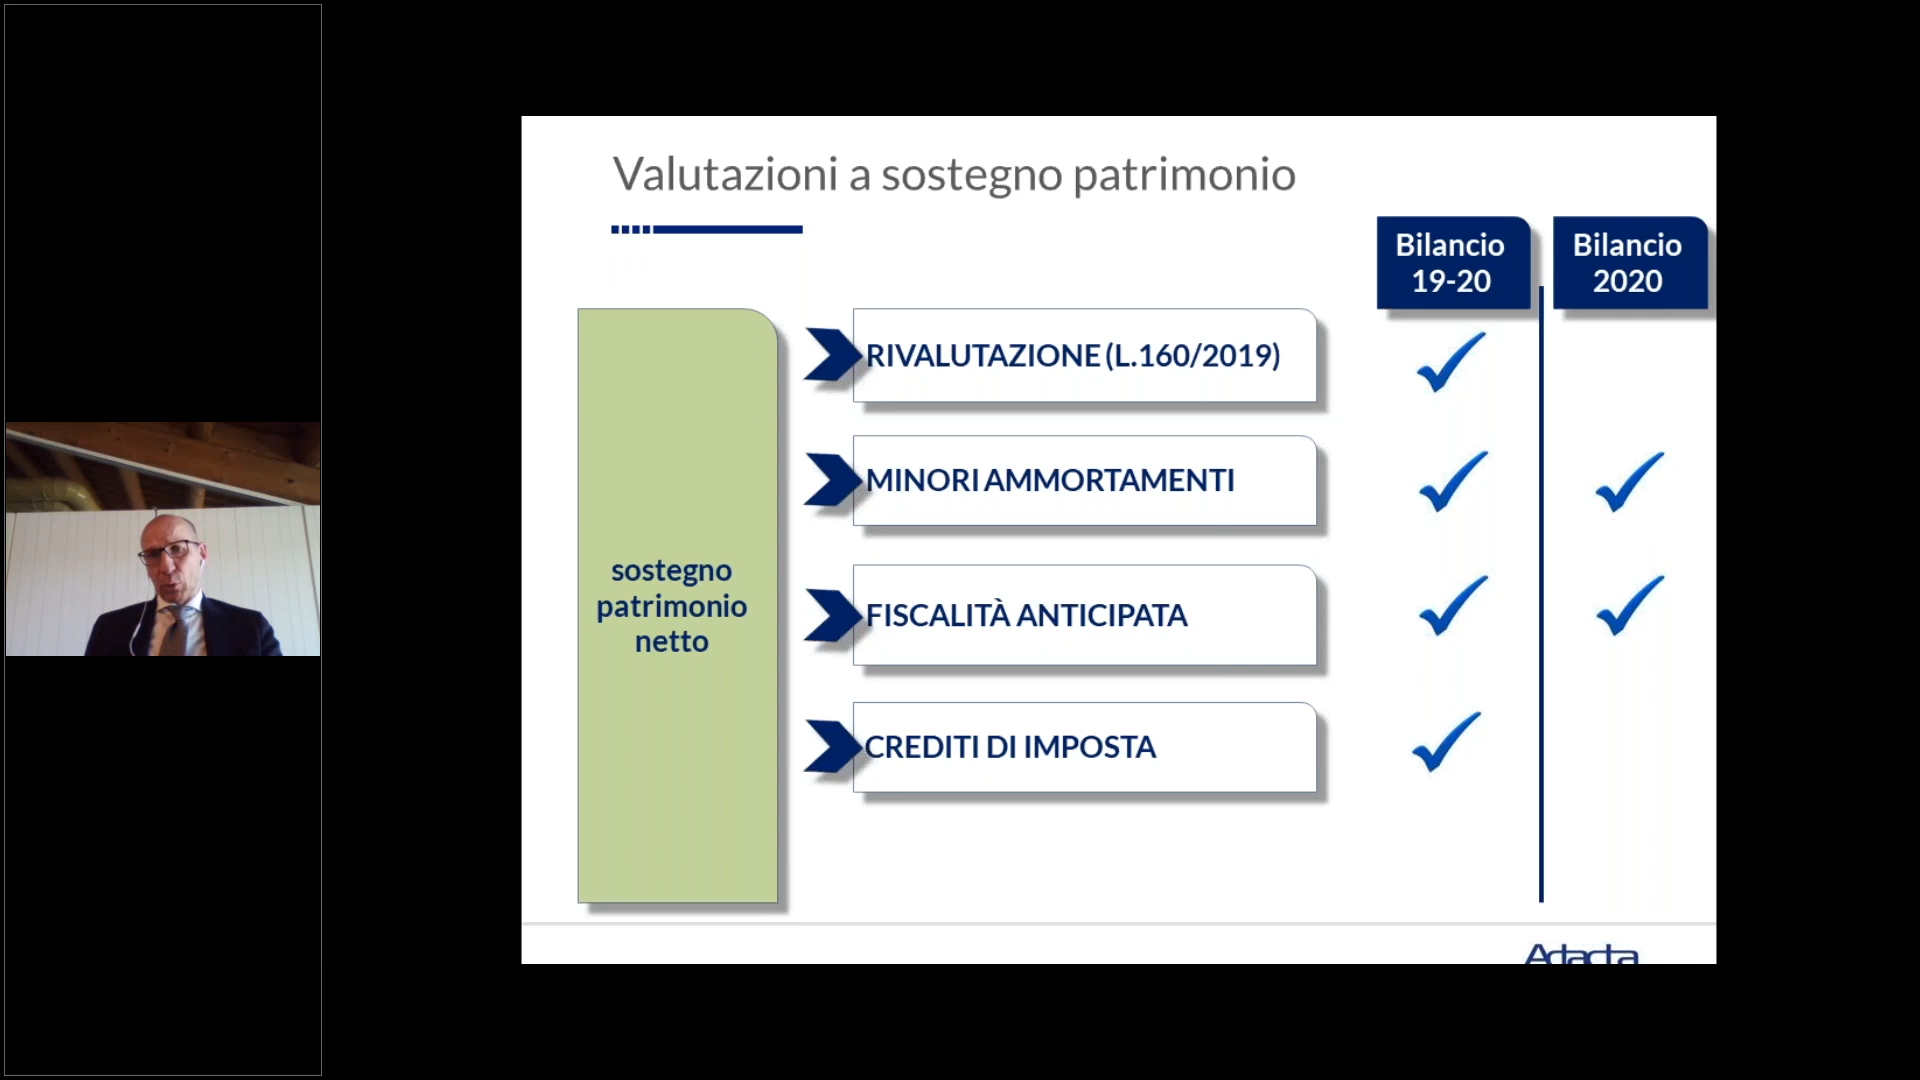 Valutazioni a sostegno patrimonio
Bilancio
19-20
Bilancio
2020
sostegno
patrimonio
netto
RIVALUTAZIONE (L.160/2019)
MINORI AMMORTAMENTI
FISCALITÀ ANTICIPATA
CREDITI DI IMPOSTA
Adacta